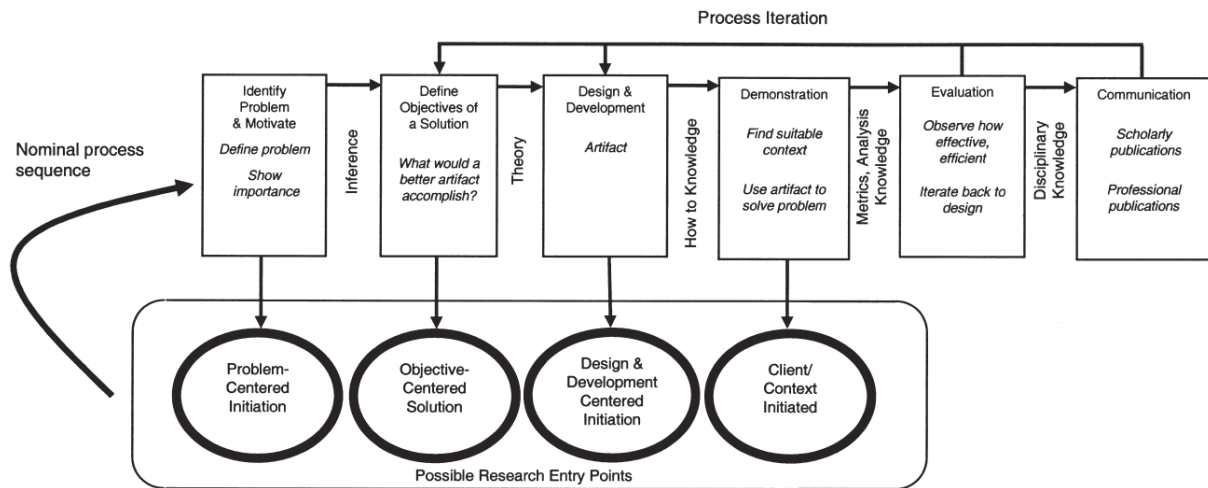 Process Iteration
Nominal process
sequence
Identify
Problem
& Motivate
Define problem
Show
importance
Inference
Define
Objectives of
a Solution
What would a
better artifact
accomplish?
Theory
Design &
Development
Artifact
How to Knowledge
Demonstration
Find suitable
context
Use artifact to
solve problem
Metrics, Analysis
Knowledge
Evaluation
Observe how
effective,
efficient
Iterate back to
design
Disciplinary
Knowledge
Communication
Scholarly
publications
Professional
publications
Problem-
Centered
Initiation
Objective-
Centered
Solution
Design &
Development
Centered
Initiation
Client/
Context
Initiated
Possible Research Entry Points